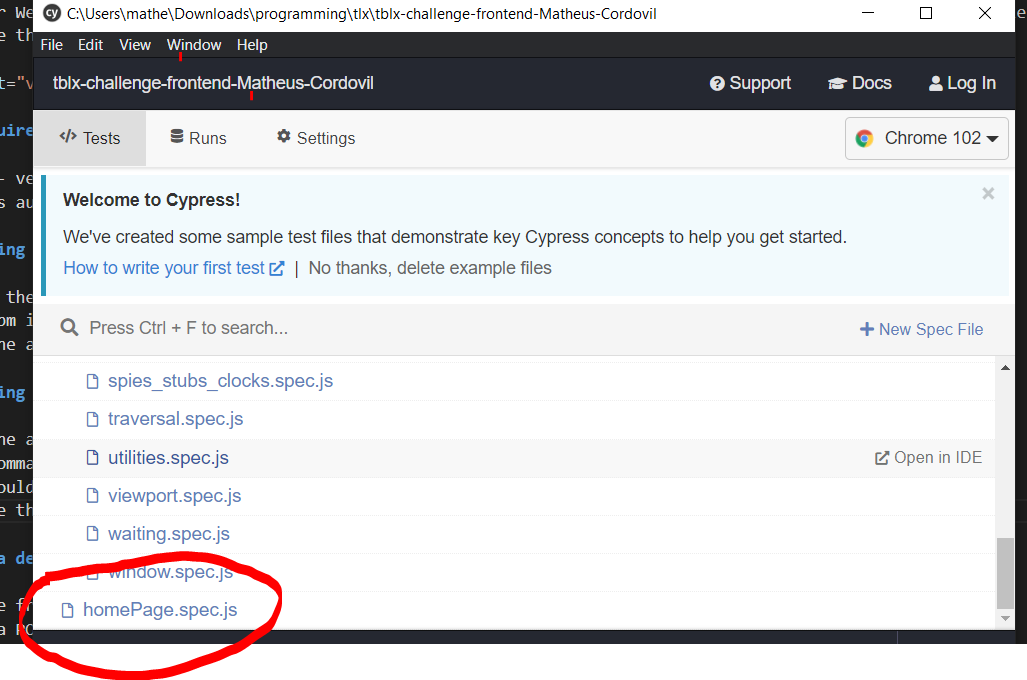 C:\Users\mathe\Downloads\programming\tlx\tblx-challenge-frontend-Matheus-Cordovil
File Edit View Window Help
tblx-challenge-frontend-Matheus-Cordovil Support Docs Log In
Tests Runs Settings Chrome 102
Welcome to Cypress!
We've created some sample test files that demonstrate key Cypress concepts to help you get started.
How to write your first test | No thanks, delete example files
Press Ctrl + F to search... New Spec File
spies_stubs_clocks.spec.js
traversal.spec.js
utilities.spec.js Open in IDE
viewport.spec.js
waiting.spec.js
window.spec.js
homePage.spec.js